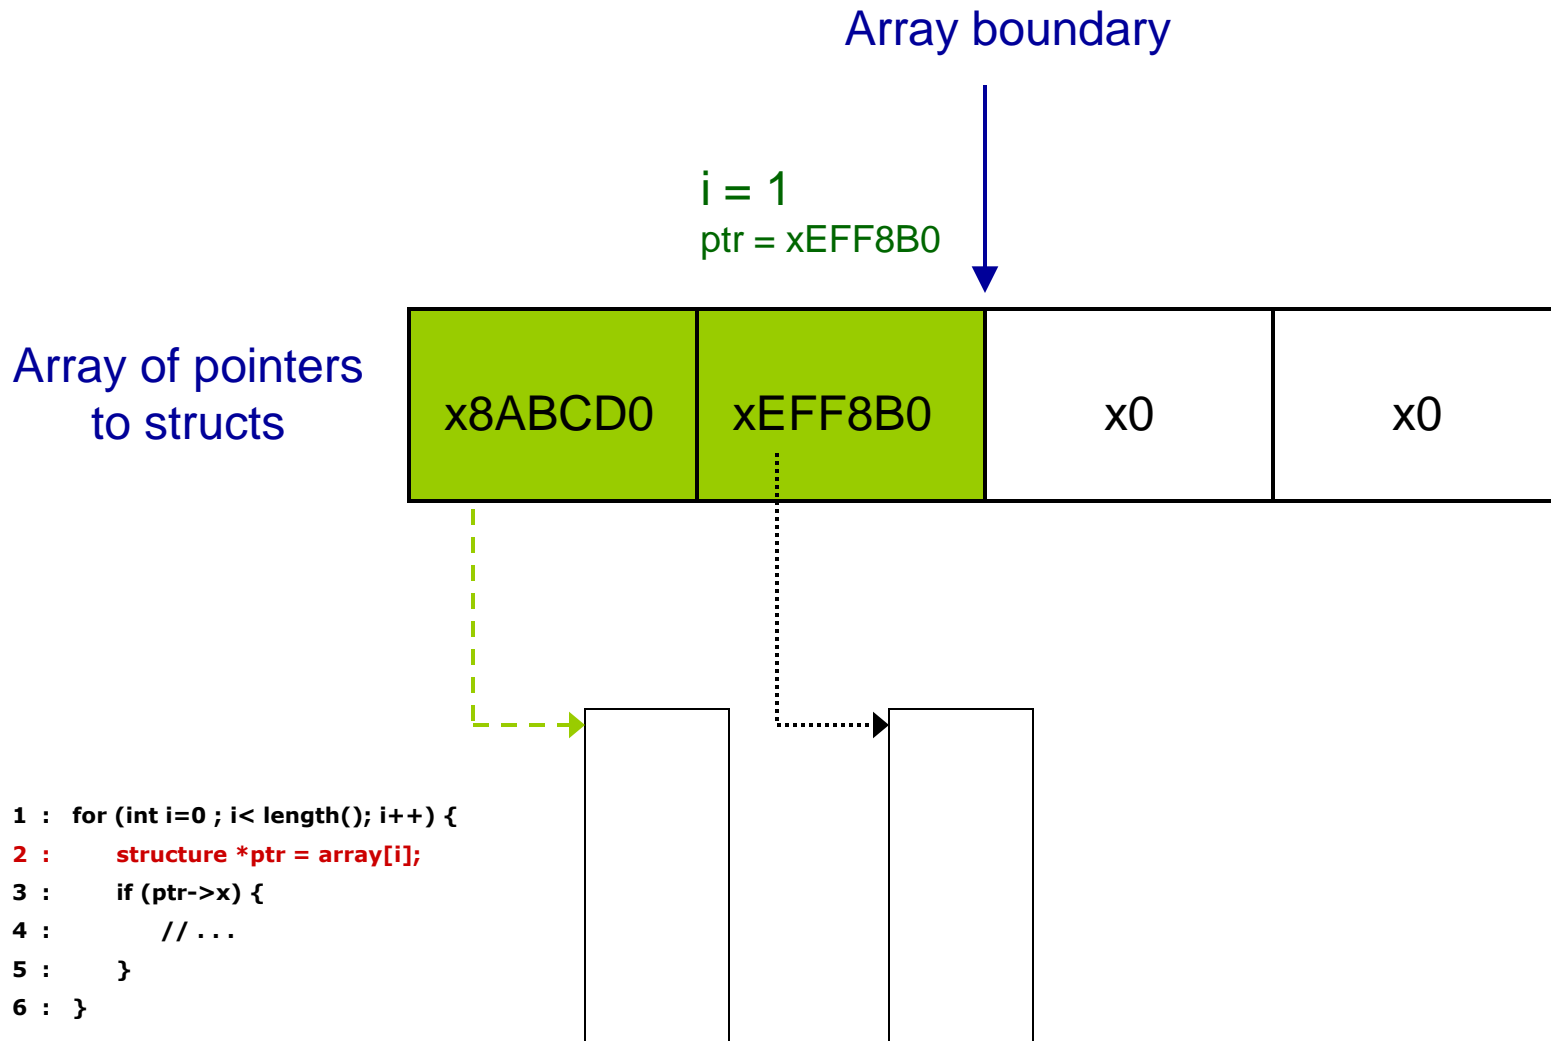 Array boundary
i = 1
ptr = xEFF8B0
Array of pointers
to structs
x8ABCD0
xEFF8B0
x0
x0
1 : for (int i=0 ; i< length(); i++) {
2 : structure *ptr = array[i];
3 : if (ptr->x) {
4 : // . . .
5 : }
6 : }